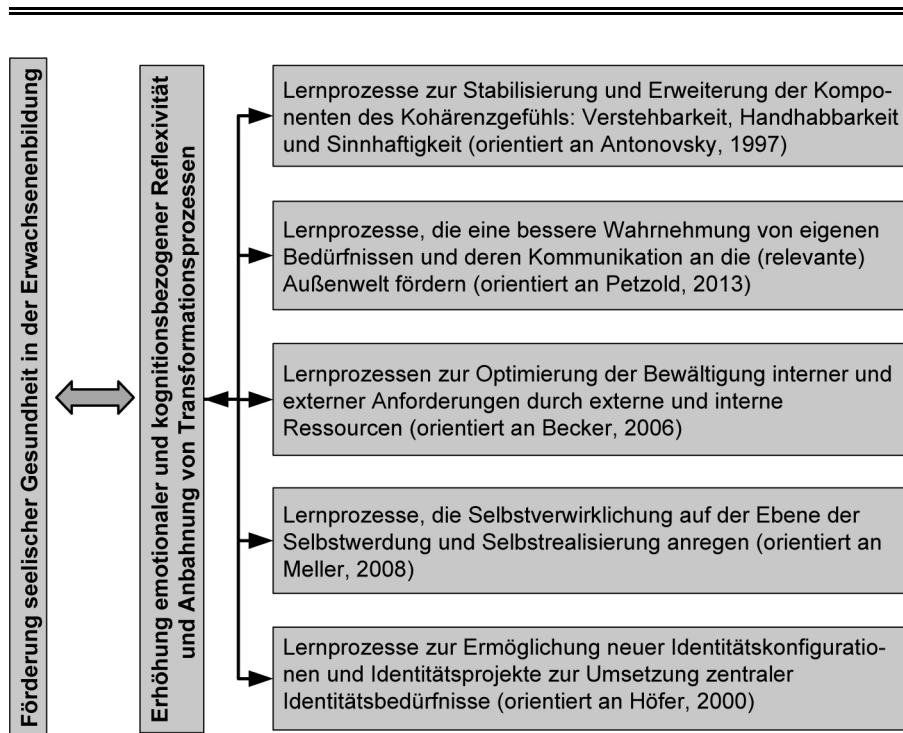 Förderung seelischer Gesundheit in der Erwachsenenbildung
Erhöhung emotionaler und kognitionsbezogener Reflexivität
und Anbahnung von Transformationsprozessen
Lernprozesse zur Stabilisierung und Erweiterung der Kompo-
nenten des Kohärenzgefühls: Verstehbarkeit, Handhabbarkeit
und Sinnhaftigkeit (orientiert an Antonovsky, 1997)
Lernprozesse, die eine bessere Wahrnehmung von eigenen
Bedürfnissen und deren Kommunikation an die (relevante)
Außenwelt fördern (orientiert an Petzold, 2013)
Lernprozessen zur Optimierung der Bewältigung interner und
externer Anforderungen durch externe und interne
Ressourcen (orientiert an Becker, 2006)
Lernprozesse, die Selbstverwirklichung auf der Ebene der
Selbstwerdung und Selbstrealisierung anregen (orientiert an
Meller, 2008)
Lernprozesse zur Ermöglichung neuer Identitätskonfiguratio-
nen und Identitätsprojekte zur Umsetzung zentraler
Identitätsbedürfnisse (orientiert an Höfer, 2000)